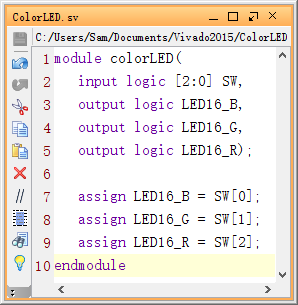 ColorLED.sv
C:/Users/Sam/Documents/Vivado2015/ColorLED
1 module colorLED(
2 input logic [2:0] SW,
3 output logic LED16_B,
4 output logic LED16_G,
5 output logic LED16_R);
6
7 assign LED16_B = SW[0];
8 assign LED16_G = SW[1];
9 assign LED16_R = SW[2];
10 endmodule
//